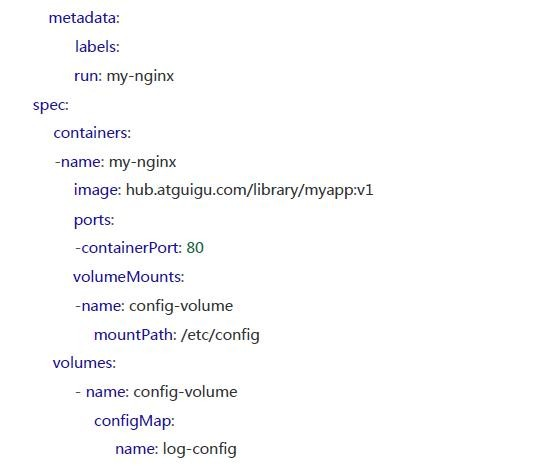 metadata:
labels:
run: my-nginx
spec:
containers:
-name: my-nginx
image: hub.atguigu.com/library/myapp:v1
ports:
-containerPort: 80
volumeMounts:
-name: config-volume
mountPath: /etc/config
volumes:
- name: config-volume
configMap:
name: log-config